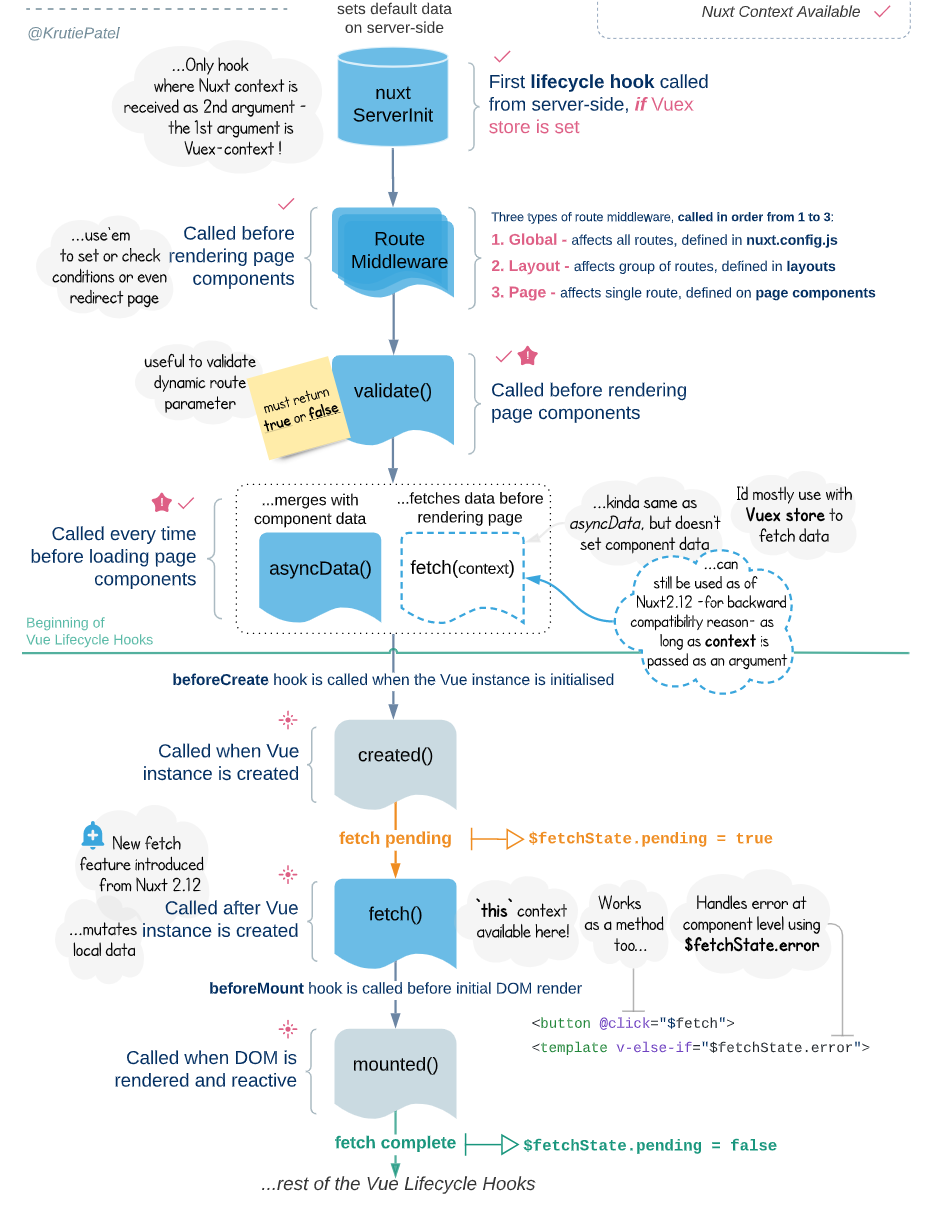 sets default data
on server-side
Nuxt Context Available
@KrutiePatel
...Only hook
where Nuxt context is
received as 2nd argument -
the 1st argument is
Vuex-context !
nuxt
ServerInit
First lifecycle hook called
from server-side, if Vuex
store is set
...use`em
to set or check
conditions or even
redirect page
Called before
rendering page
components
Route
Middleware
Three types of route middleware, called in order from 1 to 3:
1. Global - affects all routes, defined in nuxt.config.js
2. Layout - affects group of routes, defined in layouts
3. Page - affects single route, defined on page components
useful to validate
dynamic route
parameter
must return
true or false
validate()
Called before rendering
page components
Called every time
before loading page
components
...merges with
component data
asyncData()
...fetches data before
rendering page
fetch(context)
...kinda same as
asyncData, but doesn't
set component data
I'd mostly use with
Vuex store to
fetch data
...can
still be used as of
Nuxt2.12 -for backward
compatibility reason- as
long as context is
passed as an argument
Beginning of
Vue Lifecycle Hooks
beforeCreate hook is called when the Vue instance is initialised
Called when Vue
instance is created
created()
fetch pending
$fetchState.pending = true
New fetch
feature introduced
from Nuxt 2.12
...mutates
local data
Called after Vue
instance is created
fetch()
`this` context
available here!
Works
as a method
too...
Handles error at
component level using
$fetchState.error
beforeMount hook is called before initial DOM render
<button @click="$fetch">
<template v-else-if="$fetchState.error">
Called when DOM is
rendered and reactive
mounted()
fetch complete
$fetchState.pending = false
...rest of the Vue Lifecycle Hooks